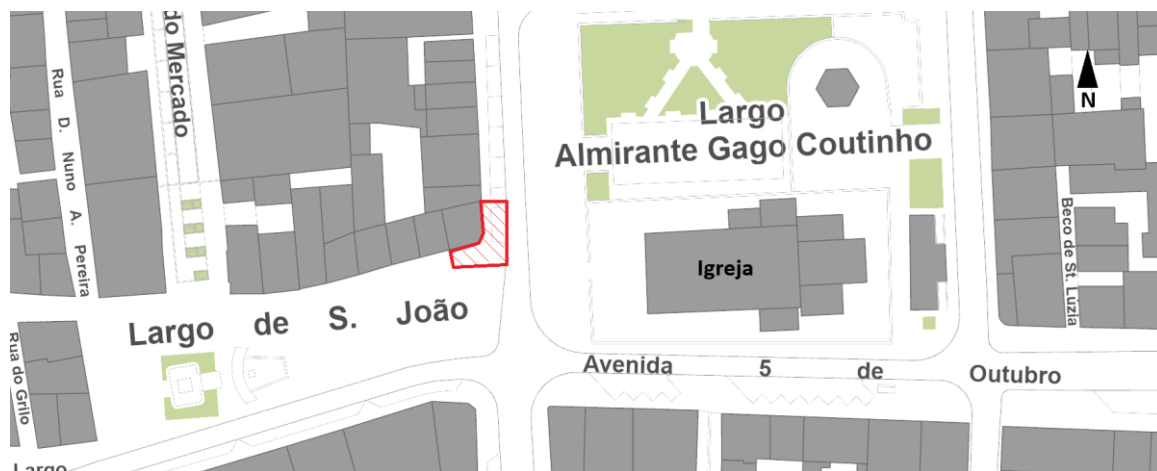 do Mercado
Rua D. Nuno A. Pereira
N
Largo
Almirante Gago Coutinho
Beco de St. Lúzia
Igreja
Largo de S. João
Rua do Grilo
Avenida 5 de Outubro
Largo